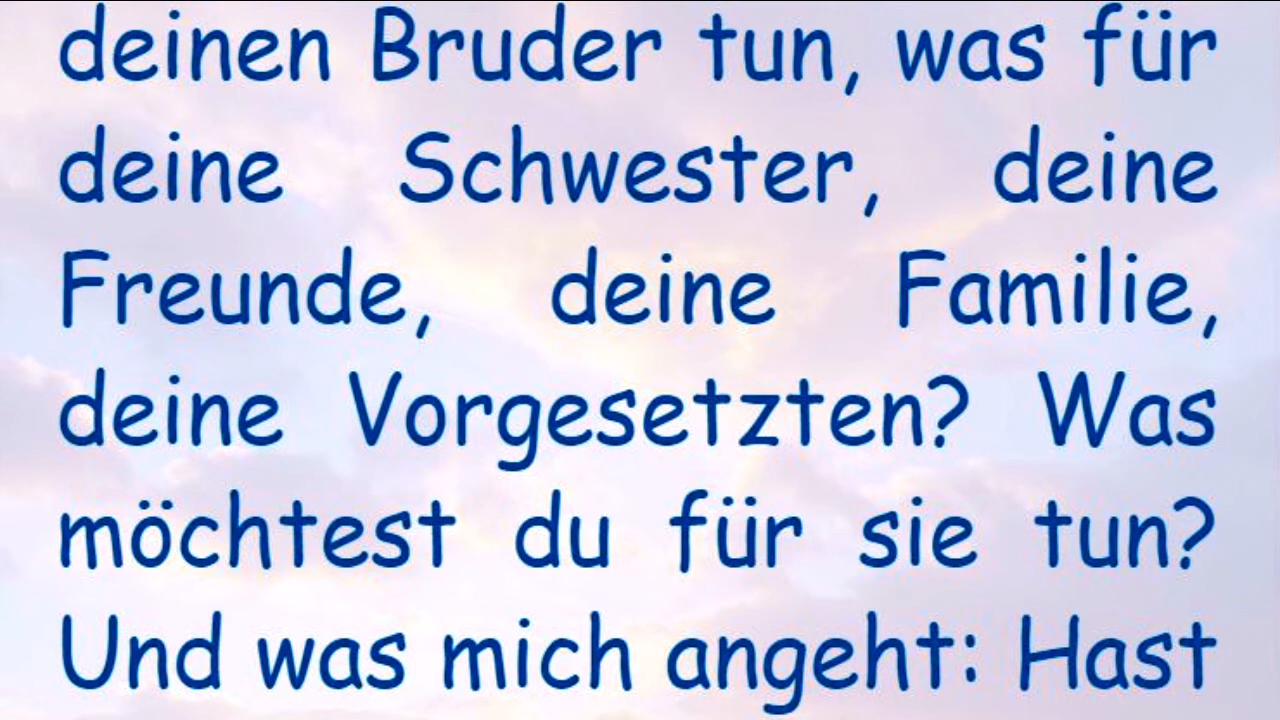 deinen Bruder tun, was für
deine Schwester, deine
Freunde, deine Familie,
deine Vorgesetzten? Was
möchtest du für sie tun?
Und was mich angeht: Hast